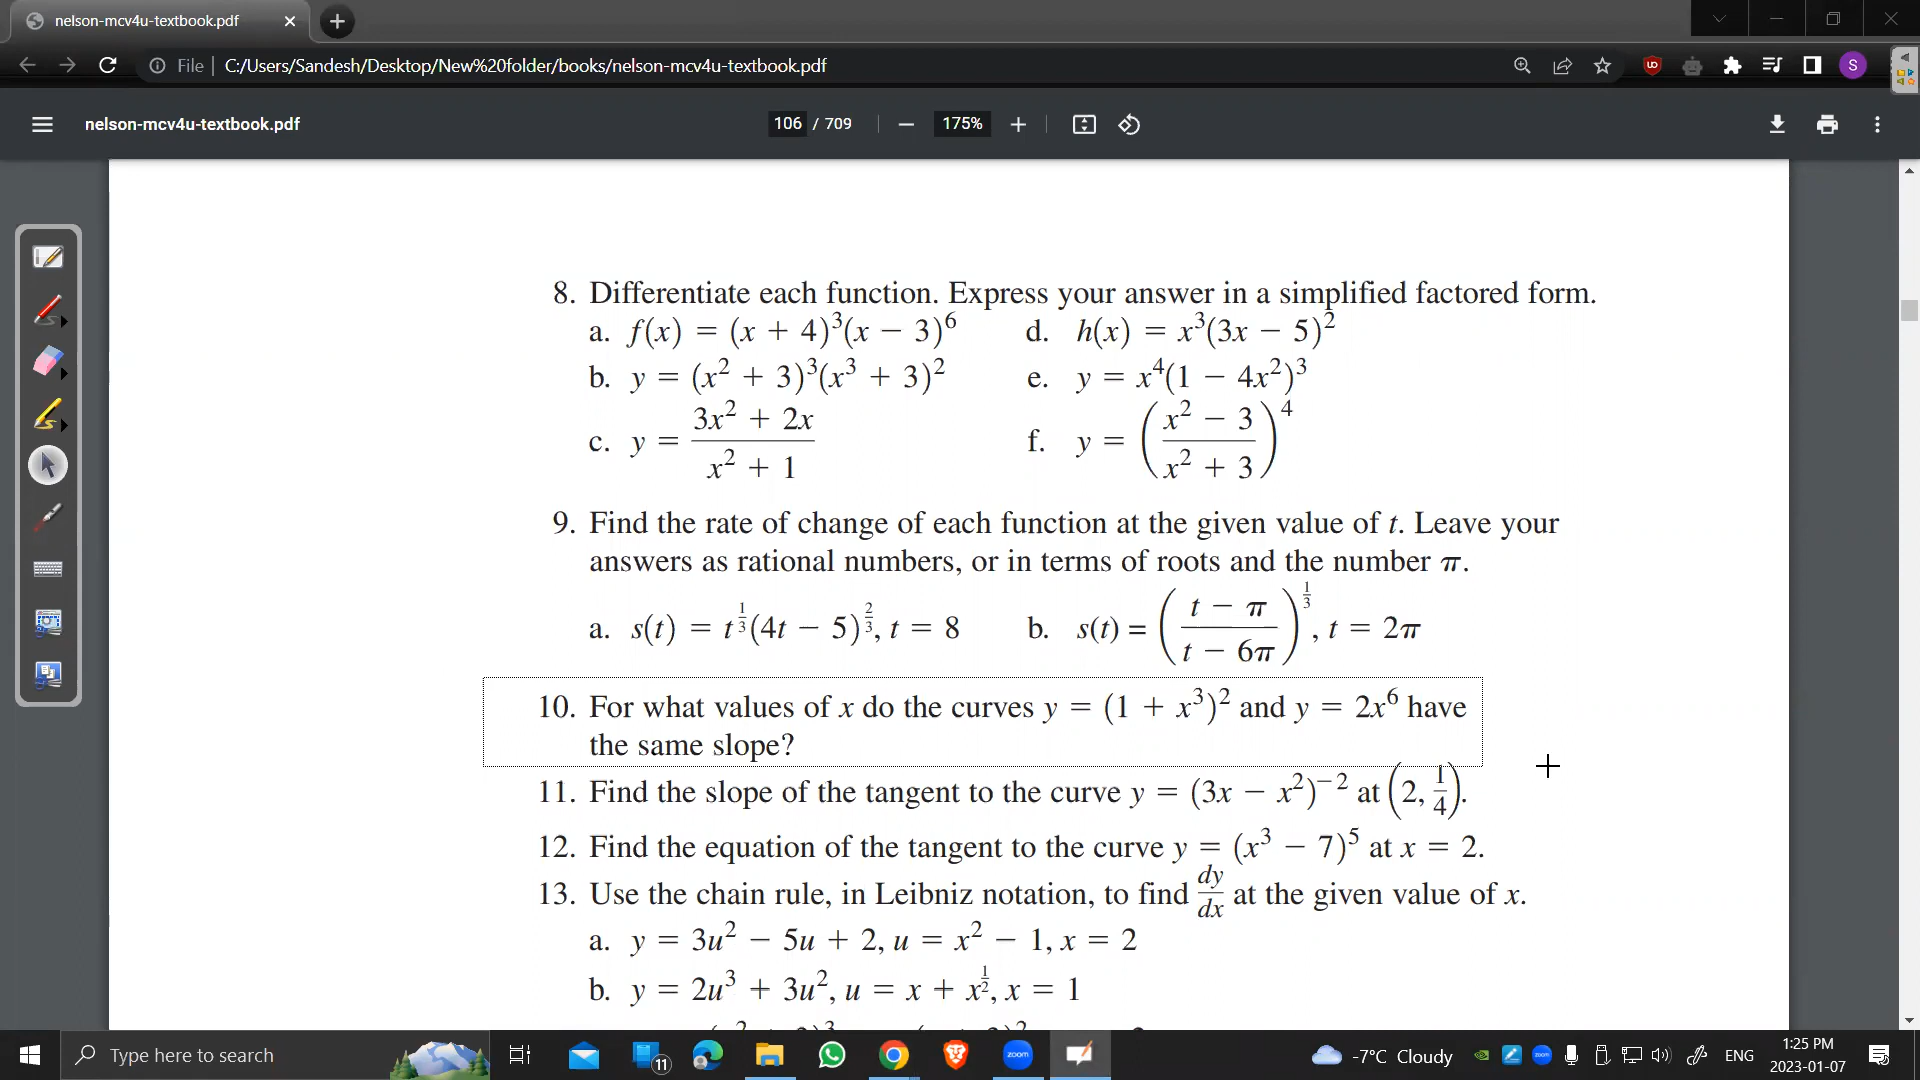 nelson-mcv4u-textbook.pdf
File | C:/Users/Sandesh/Desktop/New%20folder/books/nelson-mcv4u-textbook.pdf
S
nelson-mcv4u-textbook.pdf
106 / 709
175%
8. Differentiate each function. Express your answer in a simplified factored form.
a. f(x) = (x + 4)³(x − 3)⁶ d. h(x) = x³(3x − 5)²
b. y = (x² + 3)³(x³ + 3)² e. y = x⁴(1 − 4x²)³
c. y = (3x² + 2x)/(x² + 1) f. y = ((x² − 3)/(x² + 3))⁴
9. Find the rate of change of each function at the given value of t. Leave your
answers as rational numbers, or in terms of roots and the number π.
a. s(t) = t^(1/3)(4t − 5)^(2/3), t = 8 b. s(t) = ((t − π)/(t − 6π))^(1/3), t = 2π
10. For what values of x do the curves y = (1 + x³)² and y = 2x⁶ have
the same slope?
11. Find the slope of the tangent to the curve y = (3x − x²)⁻² at (2, 1/4).
12. Find the equation of the tangent to the curve y = (x³ − 7)⁵ at x = 2.
13. Use the chain rule, in Leibniz notation, to find dy/dx at the given value of x.
a. y = 3u² − 5u + 2, u = x² − 1, x = 2
b. y = 2u³ + 3u², u = x + x^(1/2), x = 1
Type here to search
11
zoom
-7°C Cloudy
ENG
1:25 PM
2023-01-07